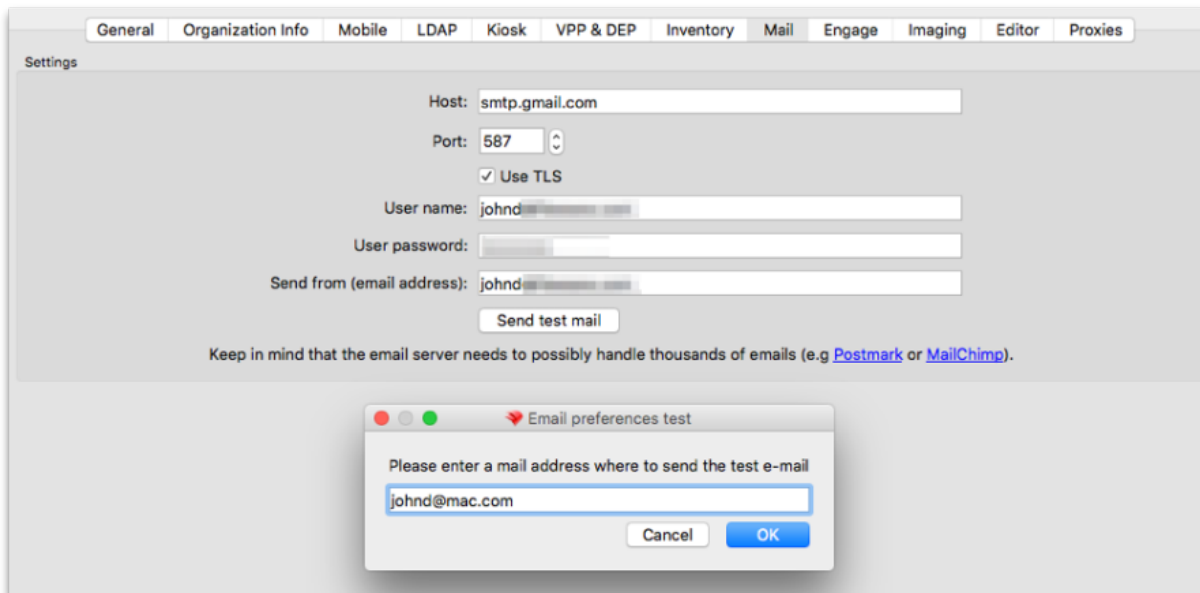 General Organization Info Mobile LDAP Kiosk VPP & DEP Inventory Mail Engage Imaging Editor Proxies
Settings
Host: smtp.gmail.com
Port: 587
Use TLS
User name: johnd
User password:
Send from (email address): johnd
Send test mail
Keep in mind that the email server needs to possibly handle thousands of emails (e.g Postmark or MailChimp).
Email preferences test
Please enter a mail address where to send the test e-mail
johnd@mac.com
Cancel OK